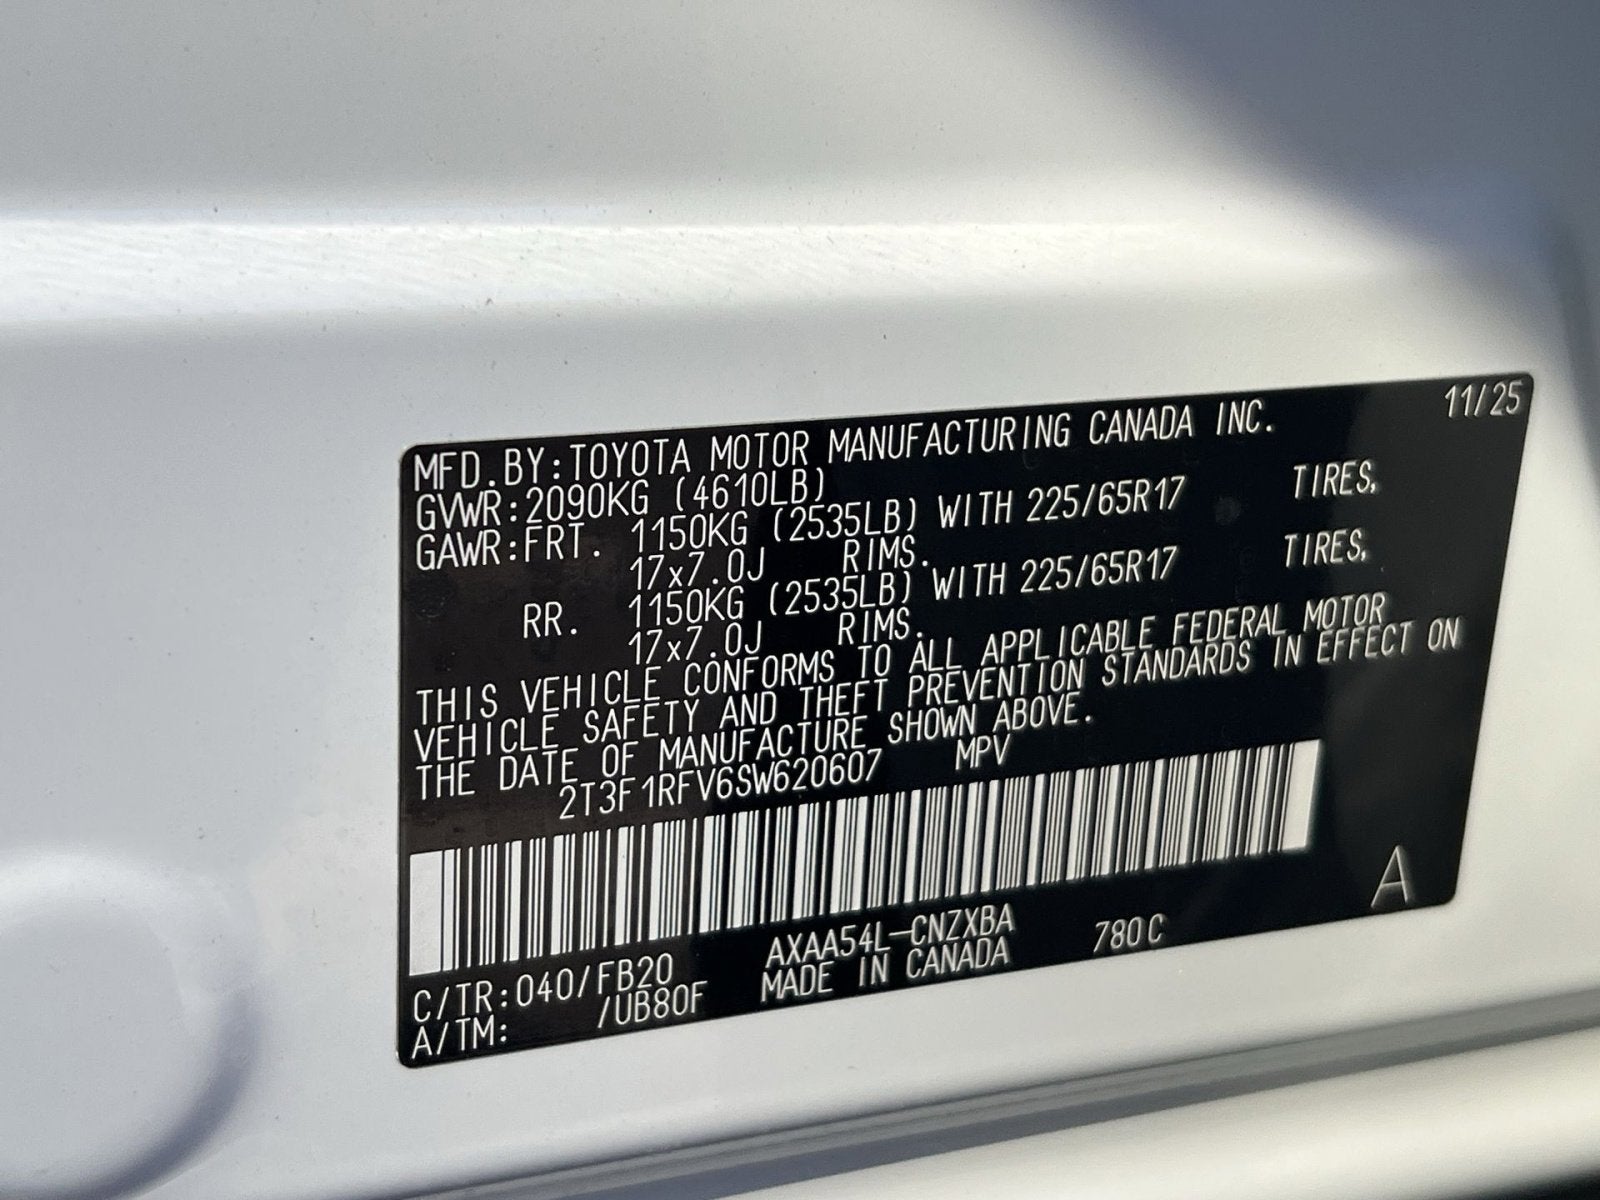 11/25
MFD.BY:TOYOTA MOTOR MANUFACTURING CANADA INC.
GVWR:2090KG (4610LB)
GAWR:FRT. 1150KG (2535LB) WITH 225/65R17 TIRES,
17x7.0J RIMS.
RR. 1150KG (2535LB) WITH 225/65R17 TIRES,
17x7.0J RIMS.
THIS VEHICLE CONFORMS TO ALL APPLICABLE FEDERAL MOTOR
VEHICLE SAFETY AND THEFT PREVENTION STANDARDS IN EFFECT ON
THE DATE OF MANUFACTURE SHOWN ABOVE.
2T3F1RFV6SW620607 MPV
C/TR:040/FB20 AXAA54L-CNZXBA 780C A
A/TM: /UB80F MADE IN CANADA